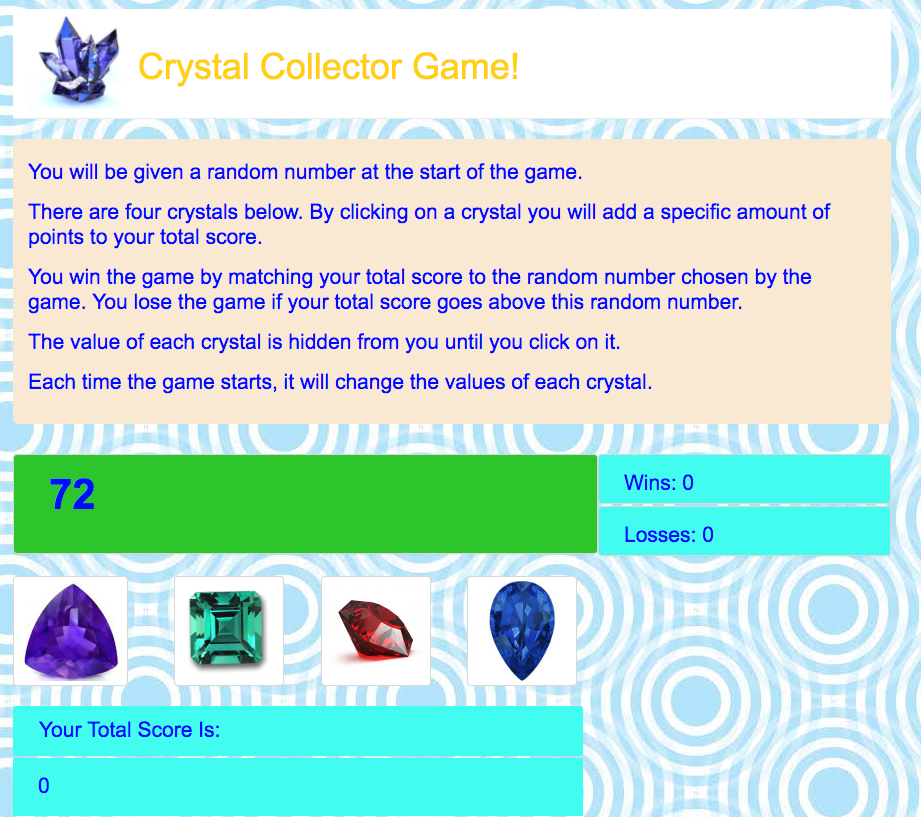 Crystal Collector Game!
You will be given a random number at the start of the game.
There are four crystals below. By clicking on a crystal you will add a specific amount of
points to your total score.
You win the game by matching your total score to the random number chosen by the
game. You lose the game if your total score goes above this random number.
The value of each crystal is hidden from you until you click on it.
Each time the game starts, it will change the values of each crystal.
72
Wins: 0
Losses: 0
Your Total Score Is:
0